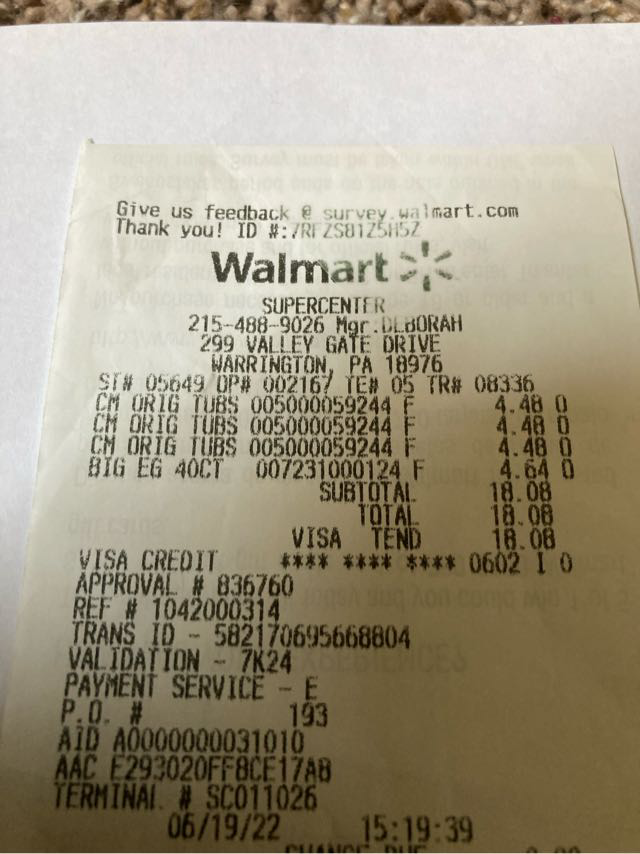 Give us feedback @ survey.walmart.com
Thank you! ID #:7RFZS81Z5H5Z
Walmart
SUPERCENTER
215-488-9026 Mgr.DEBORAH
299 VALLEY GATE DRIVE
WARRINGTON, PA 18976
ST# 05649 OP# 002167 TE# 05 TR# 08336
CM ORIG TUBS 005000059244 F 4.48 O
CM ORIG TUBS 005000059244 F 4.48 O
CM ORIG TUBS 005000059244 F 4.48 O
BIG EG 40CT 007231000124 F 4.64 O
SUBTOTAL 18.08
TOTAL 18.08
VISA TEND 18.08
VISA CREDIT **** **** **** 0602 I 0
APPROVAL # 836760
REF # 1042000314
TRANS ID - 582170695668804
VALIDATION - 7K24
PAYMENT SERVICE - E
P.O. # 193
AID A0000000031010
AAC E293020FF8CE17AB
TERMINAL # SC011026
06/19/22 15:19:39
CHANGE DUE